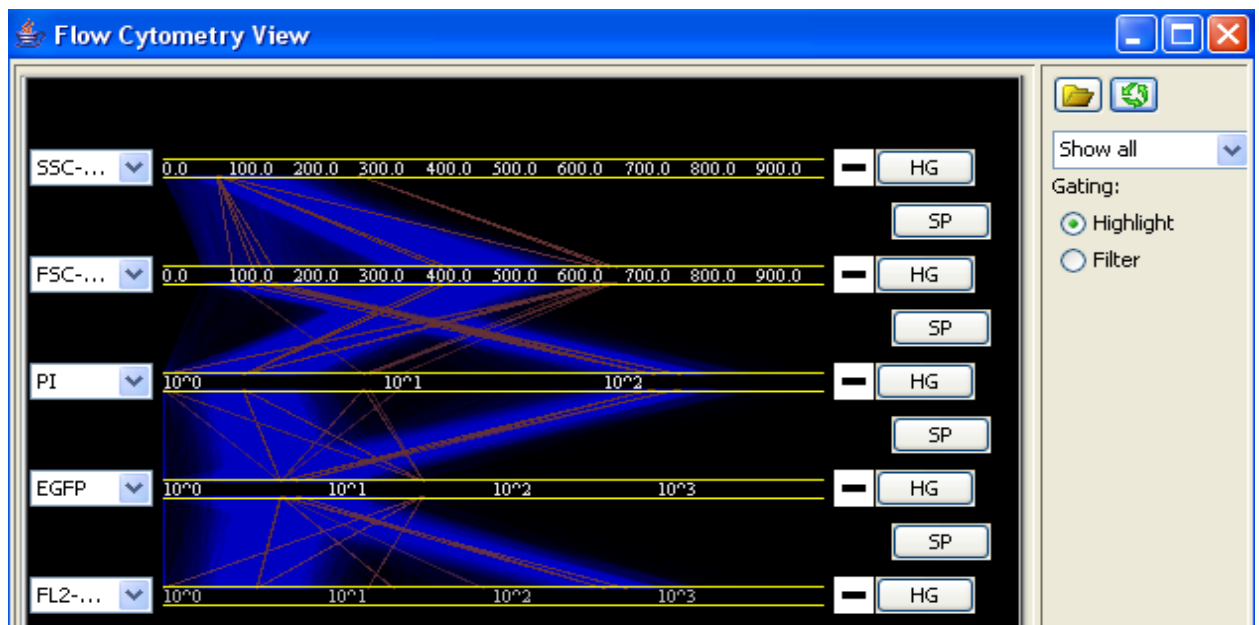 Flow Cytometry View
SSC-... 0.0 100.0 200.0 300.0 400.0 500.0 600.0 700.0 800.0 900.0 HG
SP
FSC-... 0.0 100.0 200.0 300.0 400.0 500.0 600.0 700.0 800.0 900.0 HG
SP
PI 10^0 10^1 10^2 HG
SP
EGFP 10^0 10^1 10^2 10^3 HG
SP
FL2-... 10^0 10^1 10^2 10^3 HG
Show all
Gating:
Highlight
Filter